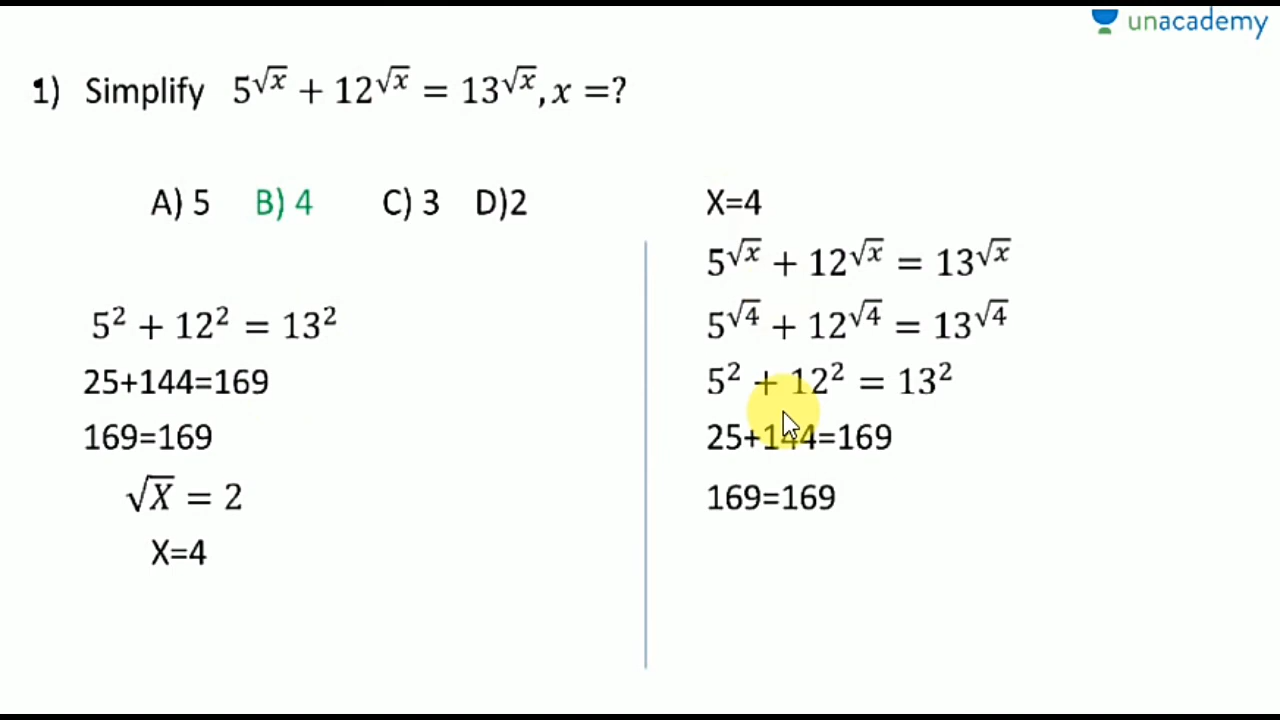 unacademy
1) Simplify 5^√x + 12^√x = 13^√x, x =?
A) 5 B) 4 C) 3 D)2
5² + 12² = 13²
25+144=169
169=169
√X = 2
X=4
X=4
5^√x + 12^√x = 13^√x
5^√4 + 12^√4 = 13^√4
5² + 12² = 13²
25+144=169
169=169